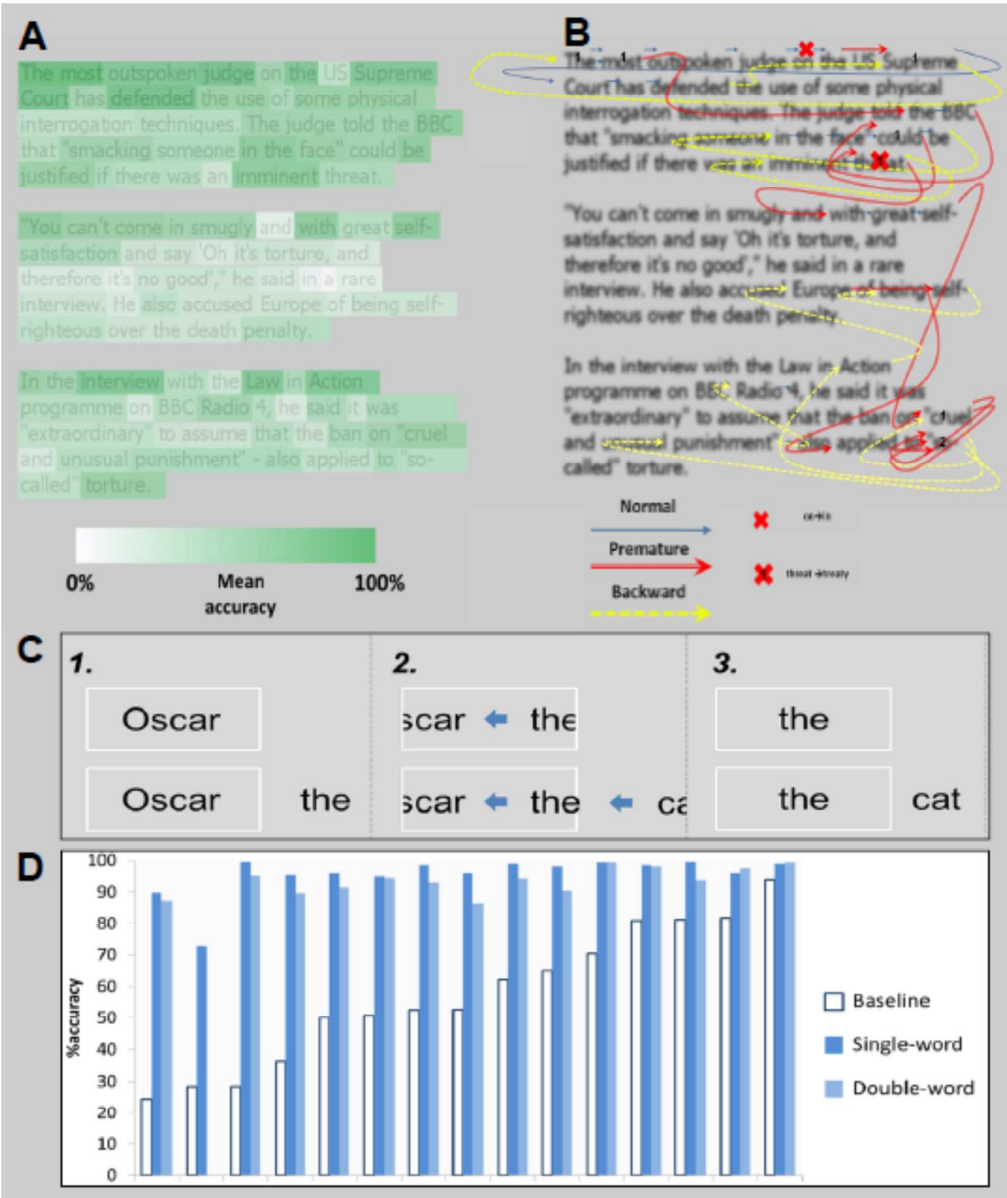 A
The most outspoken judge on the US Supreme
Court has defended the use of some physical
interrogation techniques. The judge told the BBC
that "smacking someone in the face" could be
justified if there was an imminent threat.
"You can't come in smugly and with great self-
satisfaction and say 'Oh it's torture, and
therefore it's no good'," he said in a rare
interview. He also accused Europe of being self-
righteous over the death penalty.
In the interview with the Law in Action
programme on BBC Radio 4, he said it was
"extraordinary" to assume that the ban on "cruel
and unusual punishment" - also applied to "so-
called" torture.
0%
Mean
accuracy
100%
B
The most outspoken judge on the US Supreme
Court has defended the use of some physical
interrogation techniques. The judge told the BBC
that "smacking someone in the face" could be
justified if there was an imminent threat.
"You can't come in smugly and with great self-
satisfaction and say 'Oh it's torture, and
therefore it's no good'," he said in a rare
interview. He also accused Europe of being self-
righteous over the death penalty.
In the interview with the Law in Action
programme on BBC Radio 4, he said it was
"extraordinary" to assume that the ban on "cruel
and unusual punishment" - also applied to "so-
called" torture.
Normal
Premature
Backward
on→in
threat→treaty
C
1.
2.
3.
Oscar
scar the
the
Oscar the
scar the ca
the cat
D
%accuracy
100
90
80
70
60
50
40
30
20
10
0
Baseline
Single-word
Double-word